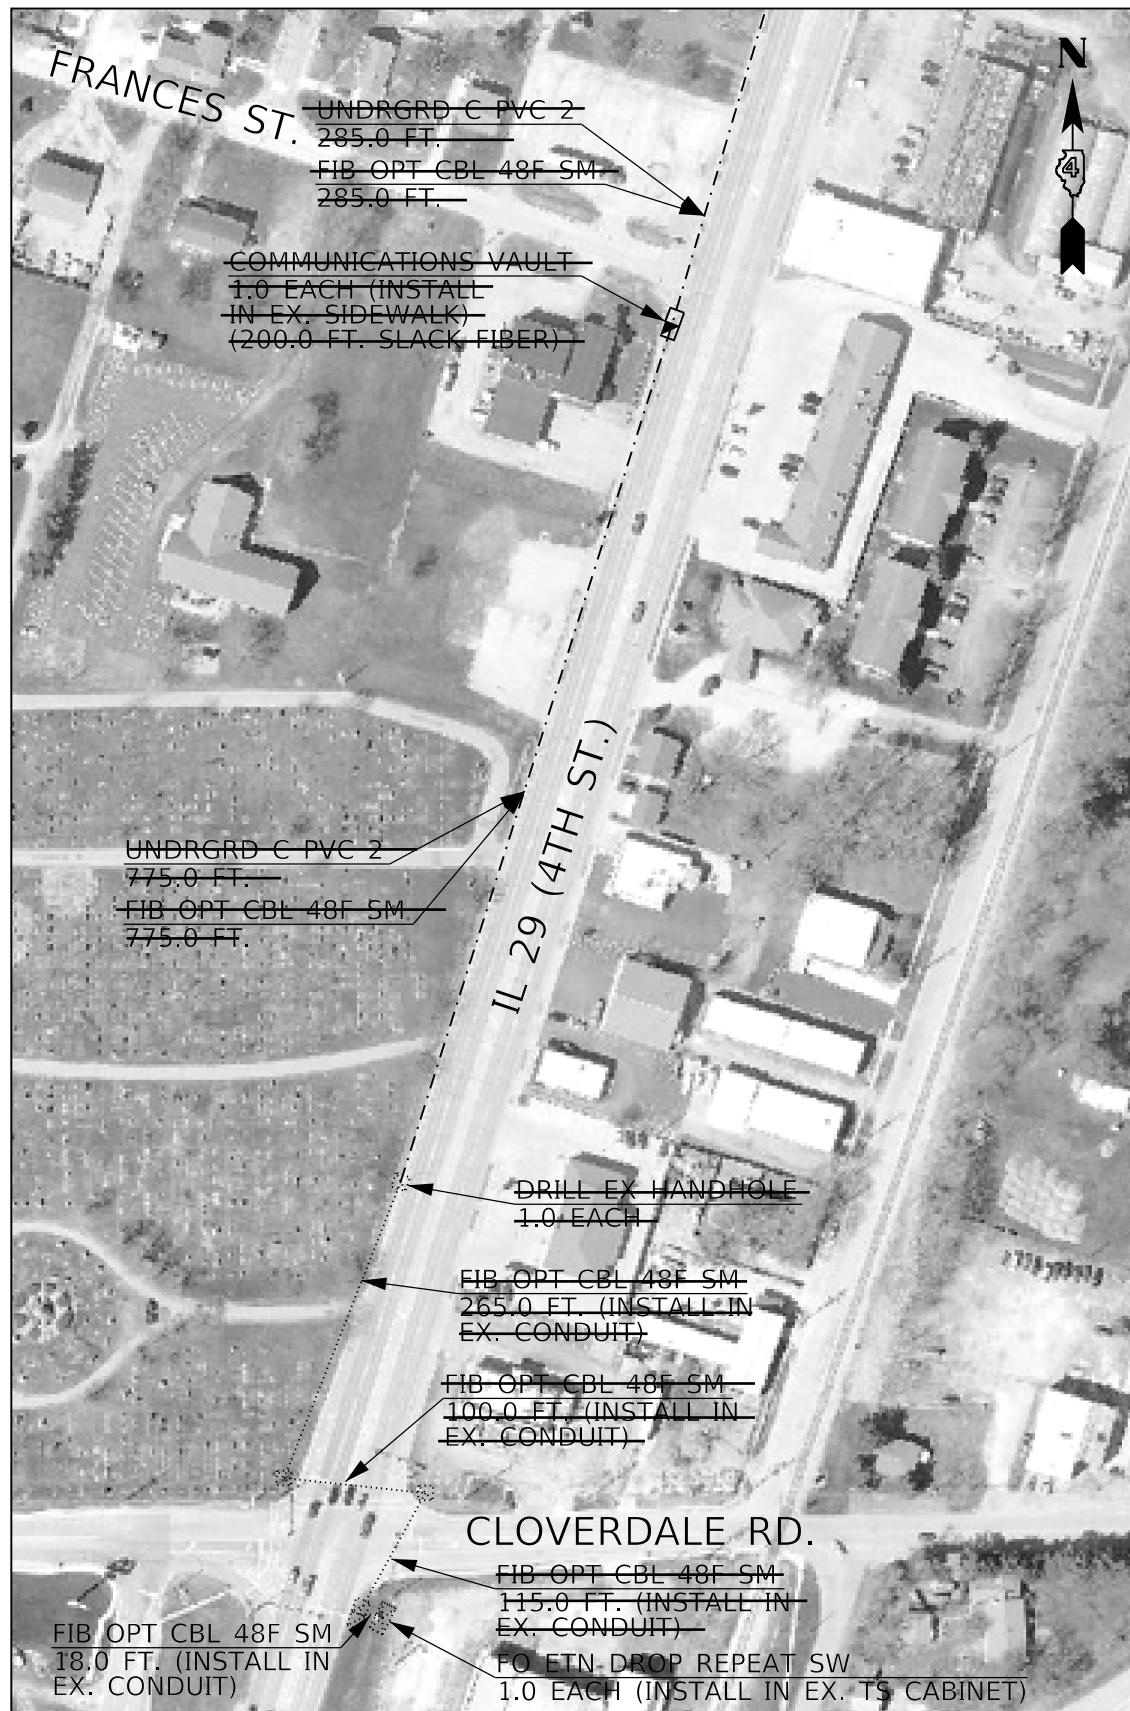 N
4
FRANCES ST.
UNDRGRD C PVC 2
285.0 FT.
FIB OPT CBL 48F SM
285.0 FT.
COMMUNICATIONS VAULT
1.0 EACH (INSTALL
IN EX. SIDEWALK)
(200.0 FT. SLACK FIBER)
IL 29 (4TH ST.)
UNDRGRD C PVC 2
775.0 FT.
FIB OPT CBL 48F SM
775.0 FT.
DRILL EX HANDHOLE
1.0 EACH
FIB OPT CBL 48F SM
265.0 FT. (INSTALL IN
EX. CONDUIT)
FIB OPT CBL 48F SM
100.0 FT. (INSTALL IN
EX. CONDUIT)
CLOVERDALE RD.
FIB OPT CBL 48F SM
115.0 FT. (INSTALL IN
EX. CONDUIT)
FIB OPT CBL 48F SM
18.0 FT. (INSTALL IN
EX. CONDUIT)
FO ETN DROP REPEAT SW
1.0 EACH (INSTALL IN EX. TS CABINET)